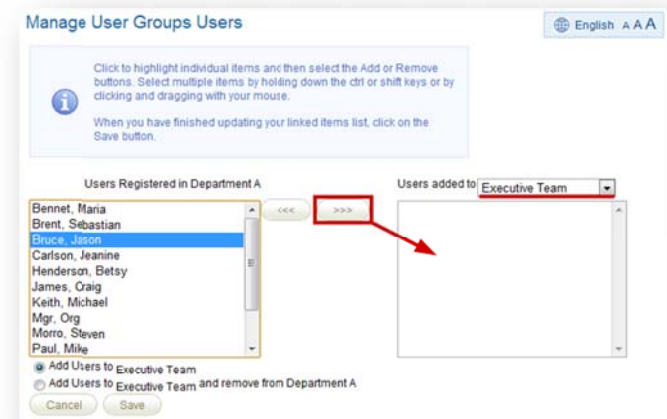 Manage User Groups Users
English A A A
Click to highlight individual items and then select the Add or Remove
buttons. Select multiple items by holding down the ctrl or shift keys or by
clicking and dragging with your mouse.
When you have finished updating your linked items list, click on the
Save button.
Users Registered in Department A
Users added to Executive Team
Bennet, Maria
Brent, Sebastian
Bruce, Jason
Carlson, Jeanine
Henderson, Betsy
James, Craig
Keith, Michael
Mgr, Org
Morro, Steven
Paul, Mike
<<<
>>>
Add Users to Executive Team
Add Users to Executive Team and remove from Department A
Cancel
Save